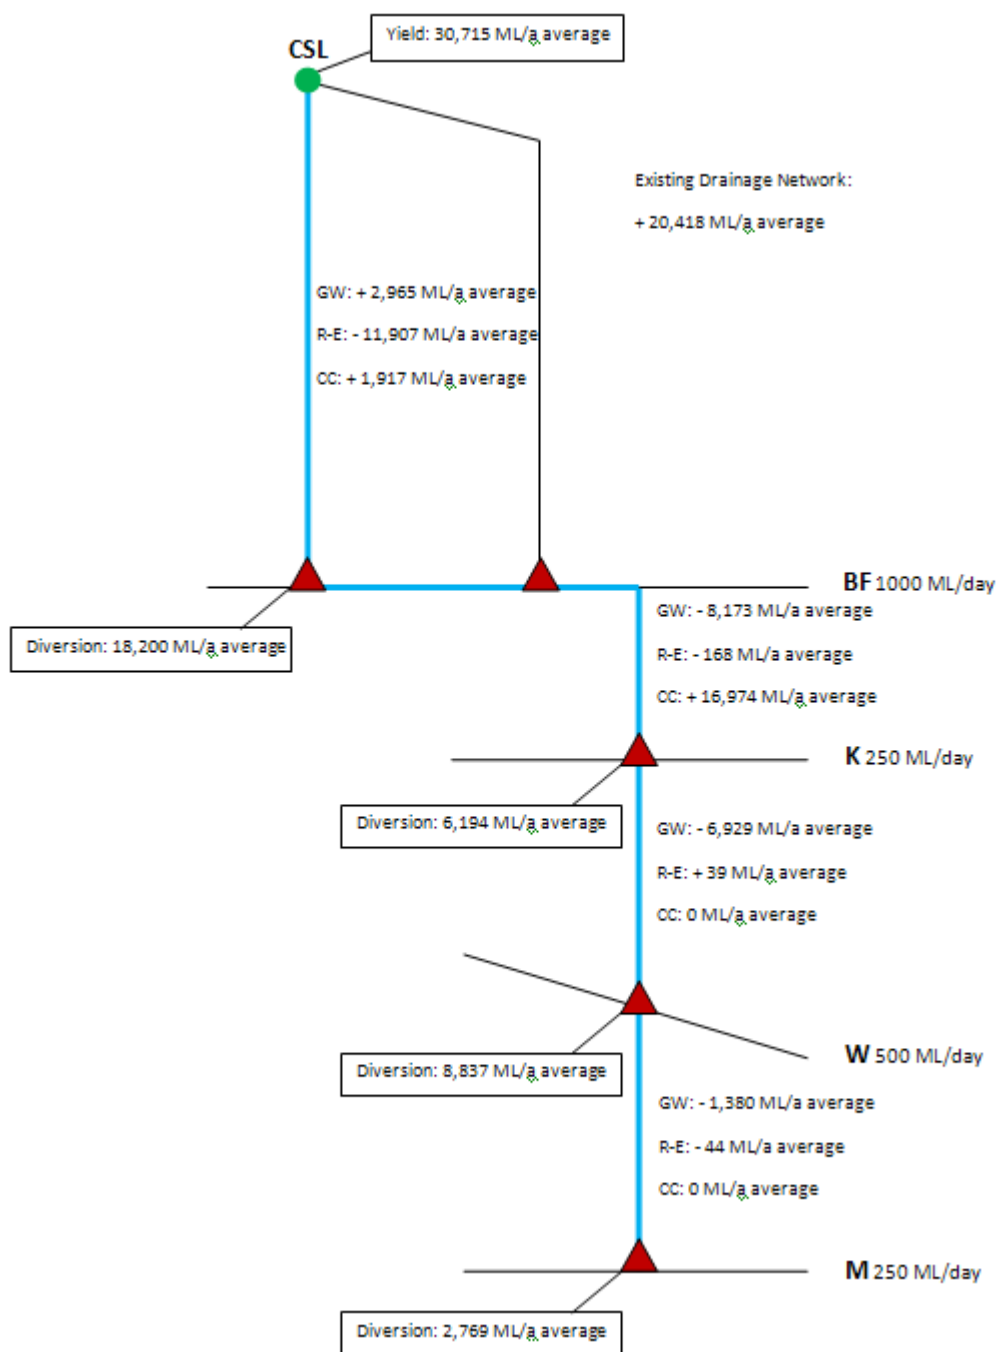 Yield: 30,715 ML/a average
CSL
Existing Drainage Network:
+ 20,418 ML/a average
GW: + 2,965 ML/a average
R-E: - 11,907 ML/a average
CC: + 1,917 ML/a average
BF 1000 ML/day
GW: - 8,173 ML/a average
Diversion: 18,200 ML/a average
R-E: - 168 ML/a average
CC: + 16,974 ML/a average
K 250 ML/day
Diversion: 6,194 ML/a average
GW: - 6,929 ML/a average
R-E: + 39 ML/a average
CC: 0 ML/a average
W 500 ML/day
Diversion: 8,837 ML/a average
GW: - 1,380 ML/a average
R-E: - 44 ML/a average
CC: 0 ML/a average
M 250 ML/day
Diversion: 2,769 ML/a average